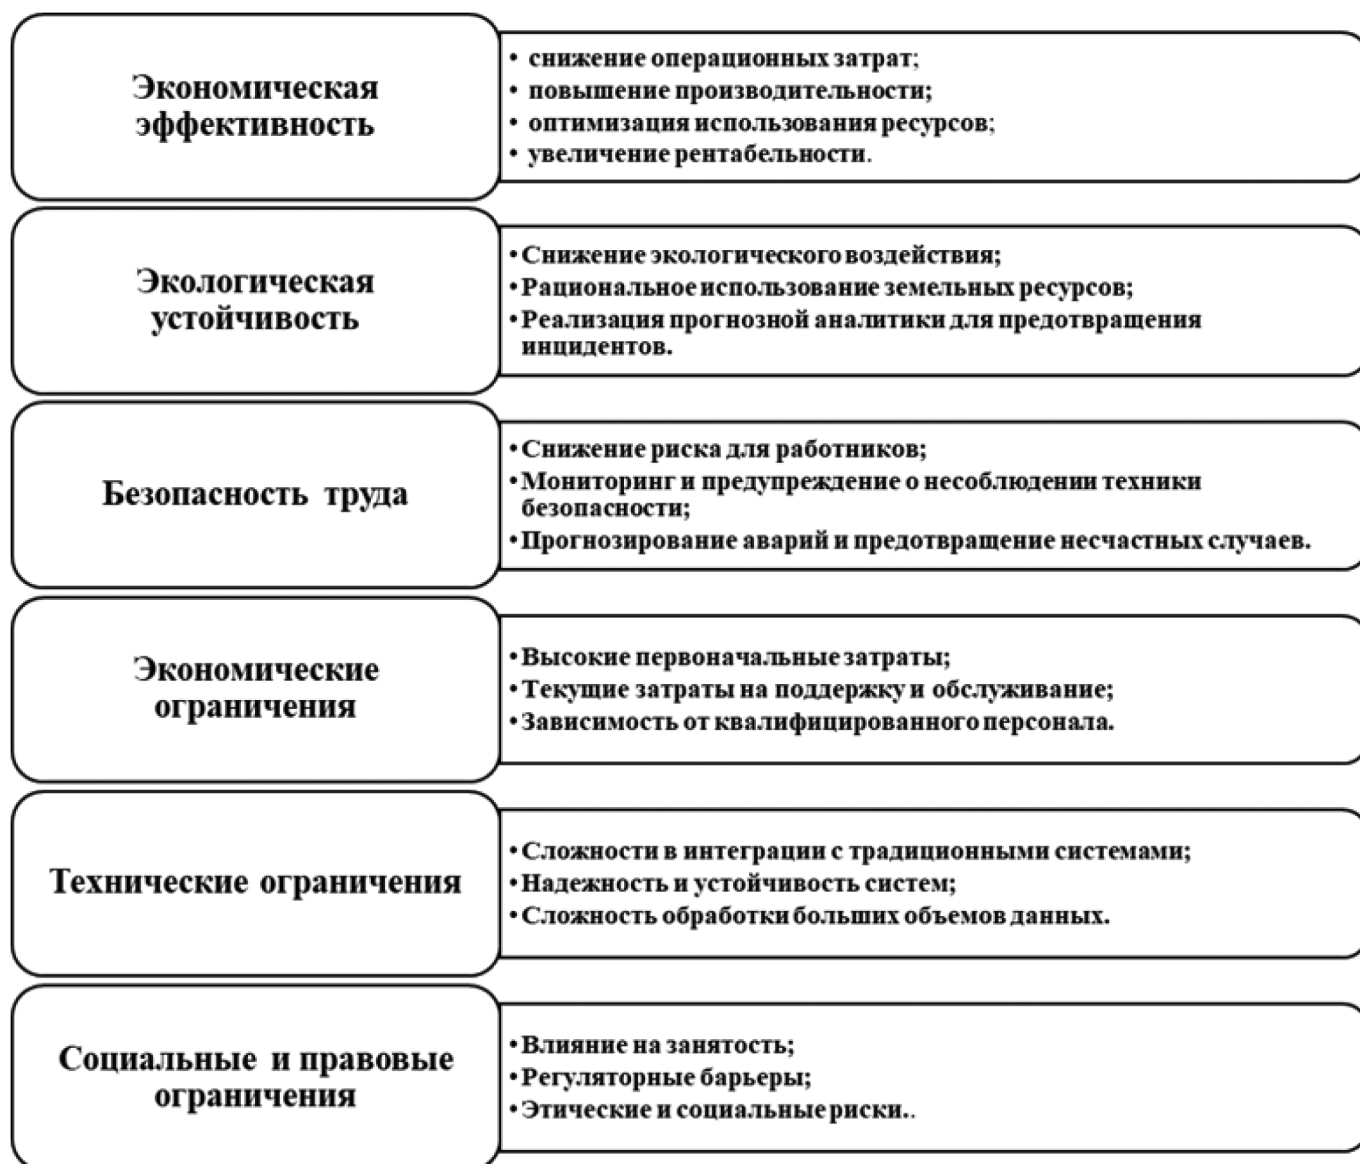 Экономическая
эффективность
• снижение операционных затрат;
• повышение производительности;
• оптимизация использования ресурсов;
• увеличение рентабельности.
Экологическая
устойчивость
• Снижение экологического воздействия;
• Рациональное использование земельных ресурсов;
• Реализация прогнозной аналитики для предотвращения
инцидентов.
Безопасность труда
• Снижение риска для работников;
• Мониторинг и предупреждение о несоблюдении техники
безопасности;
• Прогнозирование аварий и предотвращение несчастных случаев.
Экономические
ограничения
• Высокие первоначальные затраты;
• Текущие затраты на поддержку и обслуживание;
• Зависимость от квалифицированного персонала.
Технические ограничения
• Сложности в интеграции с традиционными системами;
• Надежность и устойчивость систем;
• Сложность обработки больших объемов данных.
Социальные и правовые
ограничения
• Влияние на занятость;
• Регуляторные барьеры;
• Этические и социальные риски..